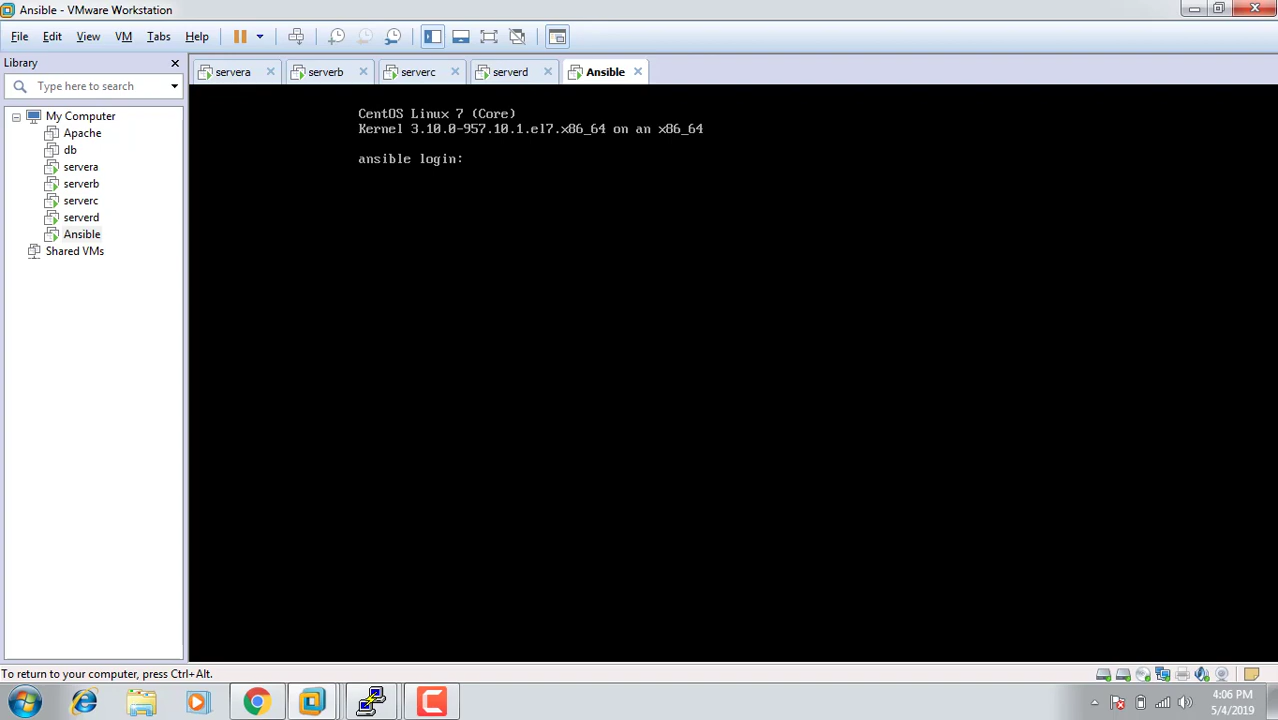 Ansible - VMware Workstation
File Edit View VM Tabs Help
Library
Type here to search
servera serverb serverc serverd Ansible
My Computer
Apache
db
servera
serverb
serverc
serverd
Ansible
Shared VMs
CentOS Linux 7 (Core)
Kernel 3.10.0-957.10.1.el7.x86_64 on an x86_64
ansible login:
To return to your computer, press Ctrl+Alt.
4:06 PM
5/4/2019